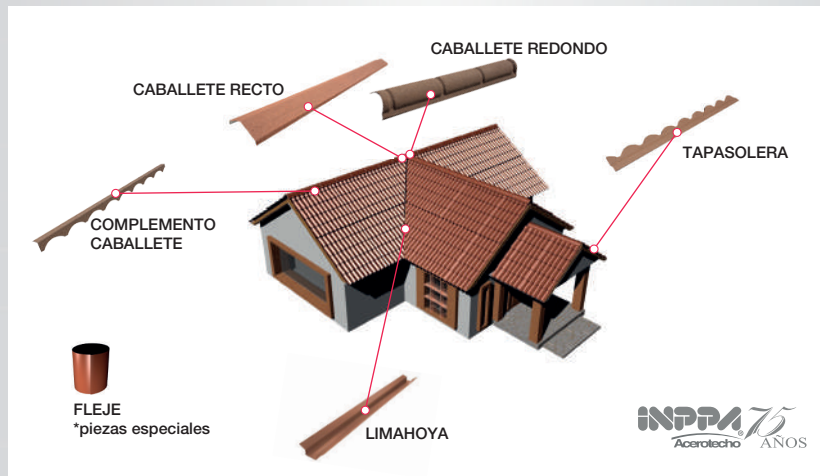 CABALLETE REDONDO
CABALLETE RECTO
TAPASOLERA
COMPLEMENTO
CABALLETE
FLEJE
*piezas especiales
LIMAHOYA
INPPA® 75
Acerotecho AÑOS